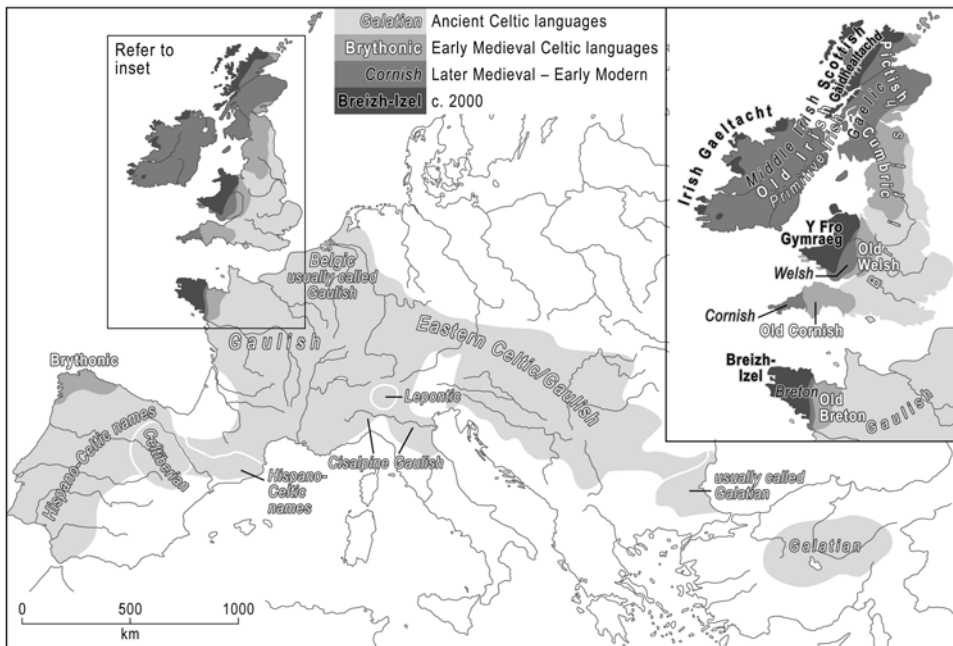 Refer to
inset
Galatian Ancient Celtic languages
Brythonic Early Medieval Celtic languages
Cornish Later Medieval – Early Modern
Breizh-Izel c. 2000
Belgic
usually called
Gaulish
Gaulish
Eastern Celtic/Gaulish
Brythonic
Lepontic
Hispano-Celtic names
Celtiberian
Cisalpine Gaulish
Hispano-
Celtic
names
usually called
Galatian
Galatian
0 500 1000
km
Scottish
Gàidhealtachd
Pictish
Irish Gaeltacht
Middle Irish
Old Irish
Primitive Irish
Gaelic
Cumbric
Y Fro
Gymraeg
Old
Welsh
Welsh
Cornish
Old Cornish
Breizh-
Izel
Breton
Old
Breton
Gaulish